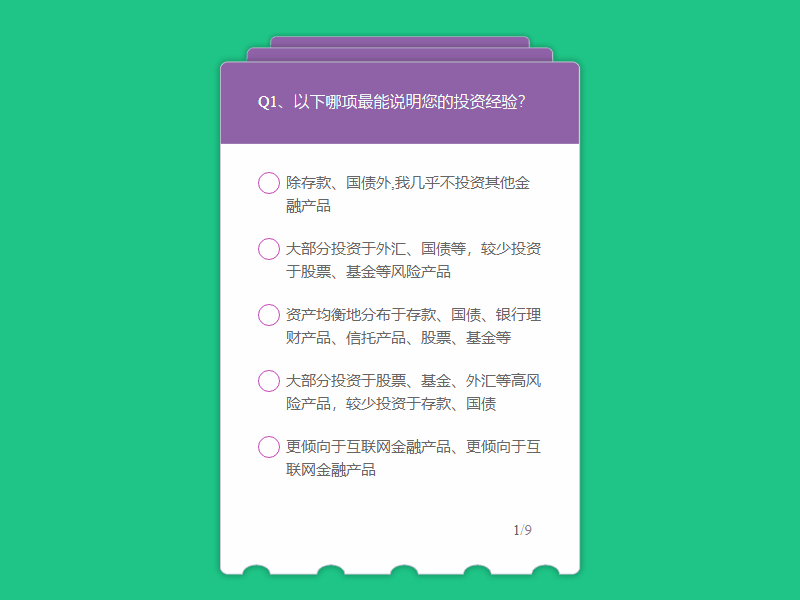 Q1、以下哪项最能说明您的投资经验？
除存款、国债外,我几乎不投资其他金
融产品
大部分投资于外汇、国债等，较少投资
于股票、基金等风险产品
资产均衡地分布于存款、国债、银行理
财产品、信托产品、股票、基金等
大部分投资于股票、基金、外汇等高风
险产品，较少投资于存款、国债
更倾向于互联网金融产品、更倾向于互
联网金融产品
1/9